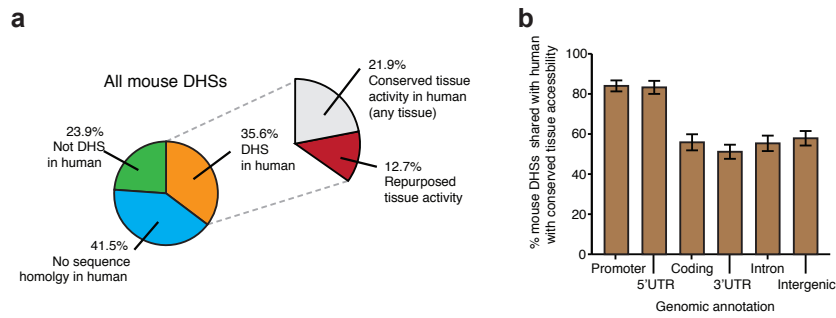 a
All mouse DHSs
21.9%
Conserved tissue
activity in human
(any tissue)
23.9%
Not DHS
in human
35.6%
DHS
in human
12.7%
Repurposed
tissue activity
41.5%
No sequence
homolgy in human
b
% mouse DHSs shared with human
with conserved tissue accessbility
100
80
60
40
20
0
Promoter
5'UTR
Coding
3'UTR
Intron
Intergenic
Genomic annotation